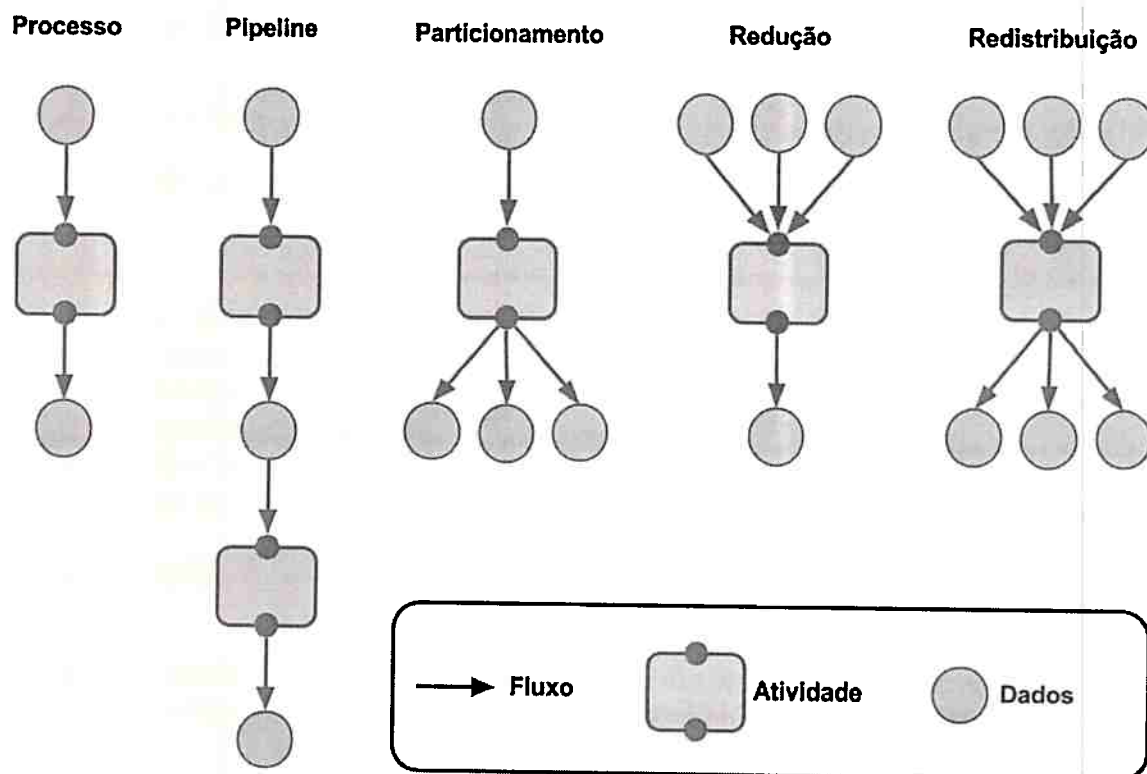 Processo Pipeline Particionamento Redução Redistribuição
Fluxo Atividade Dados